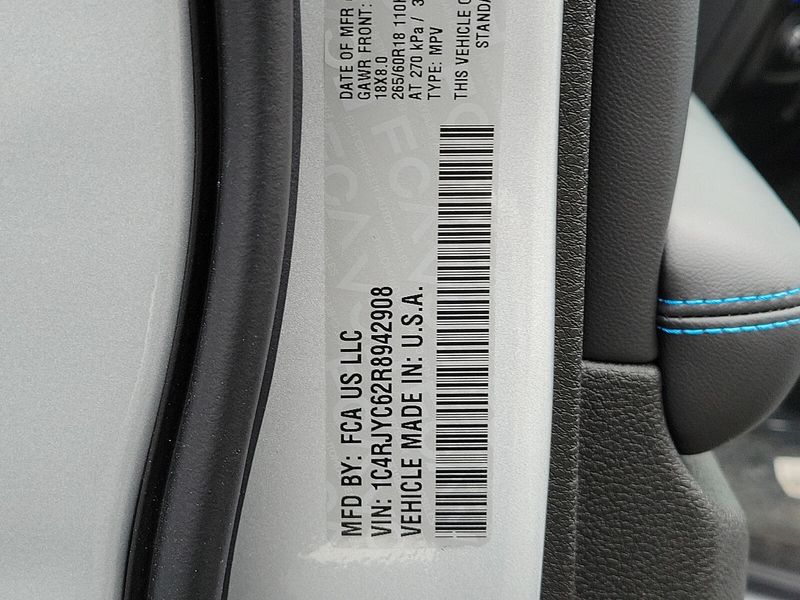 DATE OF MFR
GAWR FRONT:
18X8.0
265/60R18 110
AT 270 kPa /
TYPE: MPV
THIS VEHICLE
STANDA
MFD BY: FCA US LLC
VIN: 1C4RJYC62R8942908
VEHICLE MADE IN: U.S.A.